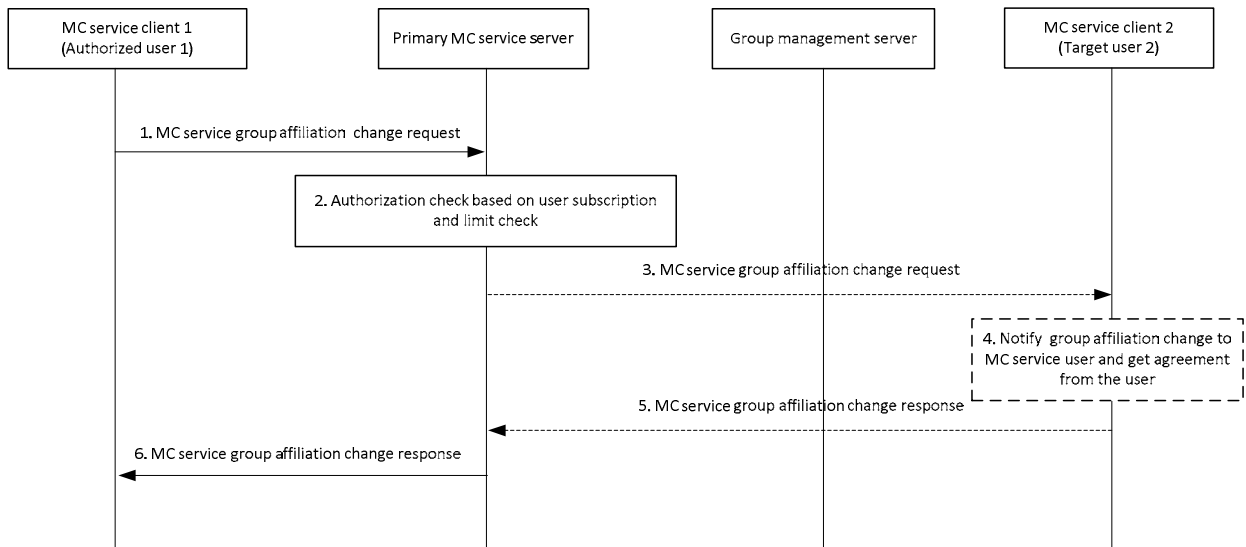 MC service client 1
(Authorized user 1)
Primary MC service server
Group management server
MC service client 2
(Target user 2)
1. MC service group affiliation change request
2. Authorization check based on user subscription
and limit check
3. MC service group affiliation change request
4. Notify group affiliation change to
MC service user and get agreement
from the user
5. MC service group affiliation change response
6. MC service group affiliation change response